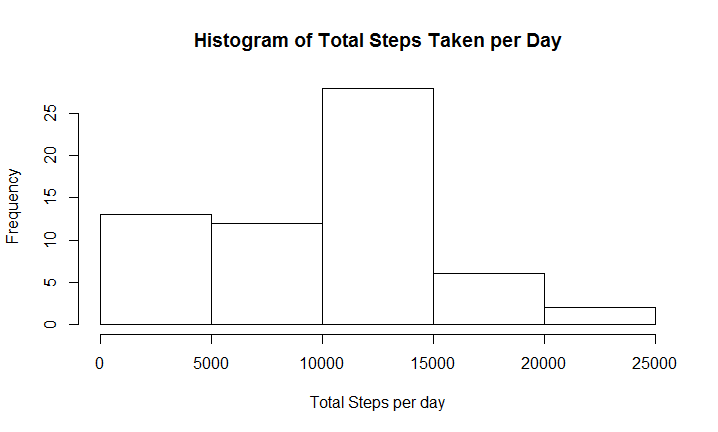 Histogram of Total Steps Taken per Day
Frequency
25
20
15
10
5
0
0 5000 10000 15000 20000 25000
Total Steps per day